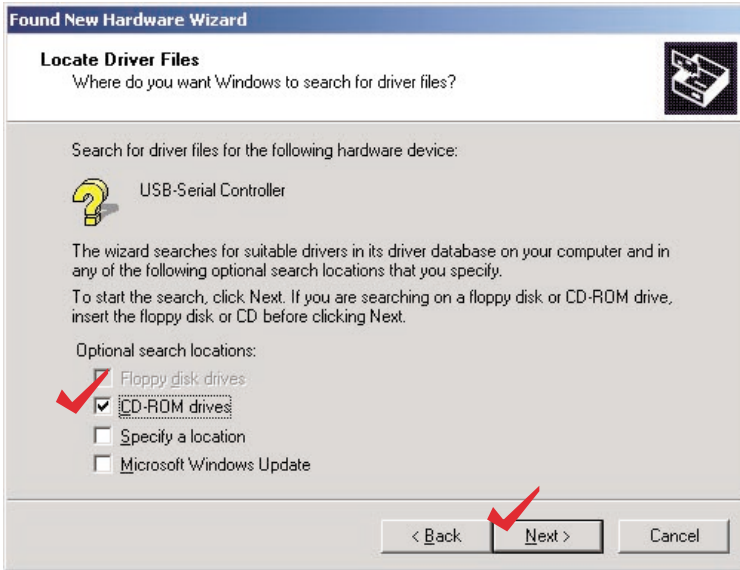 Found New Hardware Wizard
Locate Driver Files
Where do you want Windows to search for driver files?
Search for driver files for the following hardware device:
USB-Serial Controller
The wizard searches for suitable drivers in its driver database on your computer and in
any of the following optional search locations that you specify.
To start the search, click Next. If you are searching on a floppy disk or CD-ROM drive,
insert the floppy disk or CD before clicking Next.
Optional search locations:
Floppy disk drives
CD-ROM drives
Specify a location
Microsoft Windows Update
< Back Next > Cancel